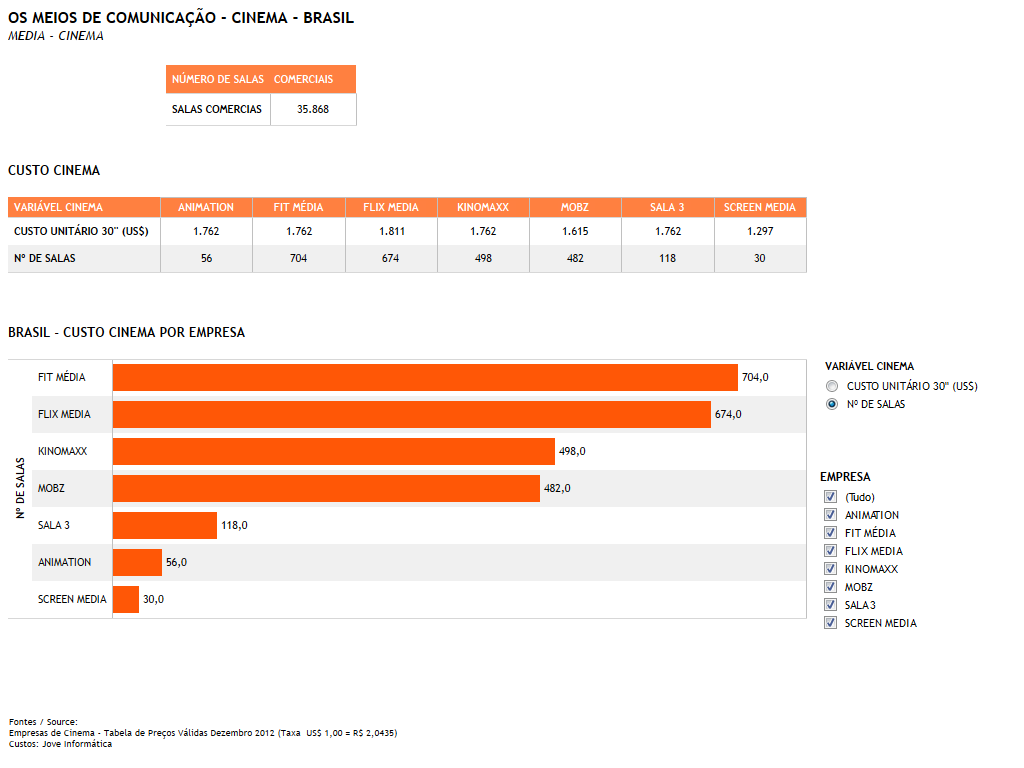 OS MEIOS DE COMUNICAÇÃO - CINEMA - BRASIL
MEDIA - CINEMA
NÚMERO DE SALAS COMERCIAIS
SALAS COMERCIAS 35.868
CUSTO CINEMA
VARIÁVEL CINEMA ANIMATION FIT MÉDIA FLIX MEDIA KINOMAXX MOBZ SALA 3 SCREEN MEDIA
CUSTO UNITÁRIO 30" (US$) 1.762 1.762 1.811 1.762 1.615 1.762 1.297
Nº DE SALAS 56 704 674 498 482 118 30
BRASIL - CUSTO CINEMA POR EMPRESA
Nº DE SALAS
FIT MÉDIA 704,0
FLIX MEDIA 674,0
KINOMAXX 498,0
MOBZ 482,0
SALA 3 118,0
ANIMATION 56,0
SCREEN MEDIA 30,0
VARIÁVEL CINEMA
CUSTO UNITÁRIO 30" (US$)
Nº DE SALAS
EMPRESA
(Tudo)
ANIMATION
FIT MÉDIA
FLIX MEDIA
KINOMAXX
MOBZ
SALA 3
SCREEN MEDIA
Fontes / Source:
Empresas de Cinema - Tabela de Preços Válidas Dezembro 2012 (Taxa US$ 1,00 = R$ 2,0435)
Custos: Jove Informática